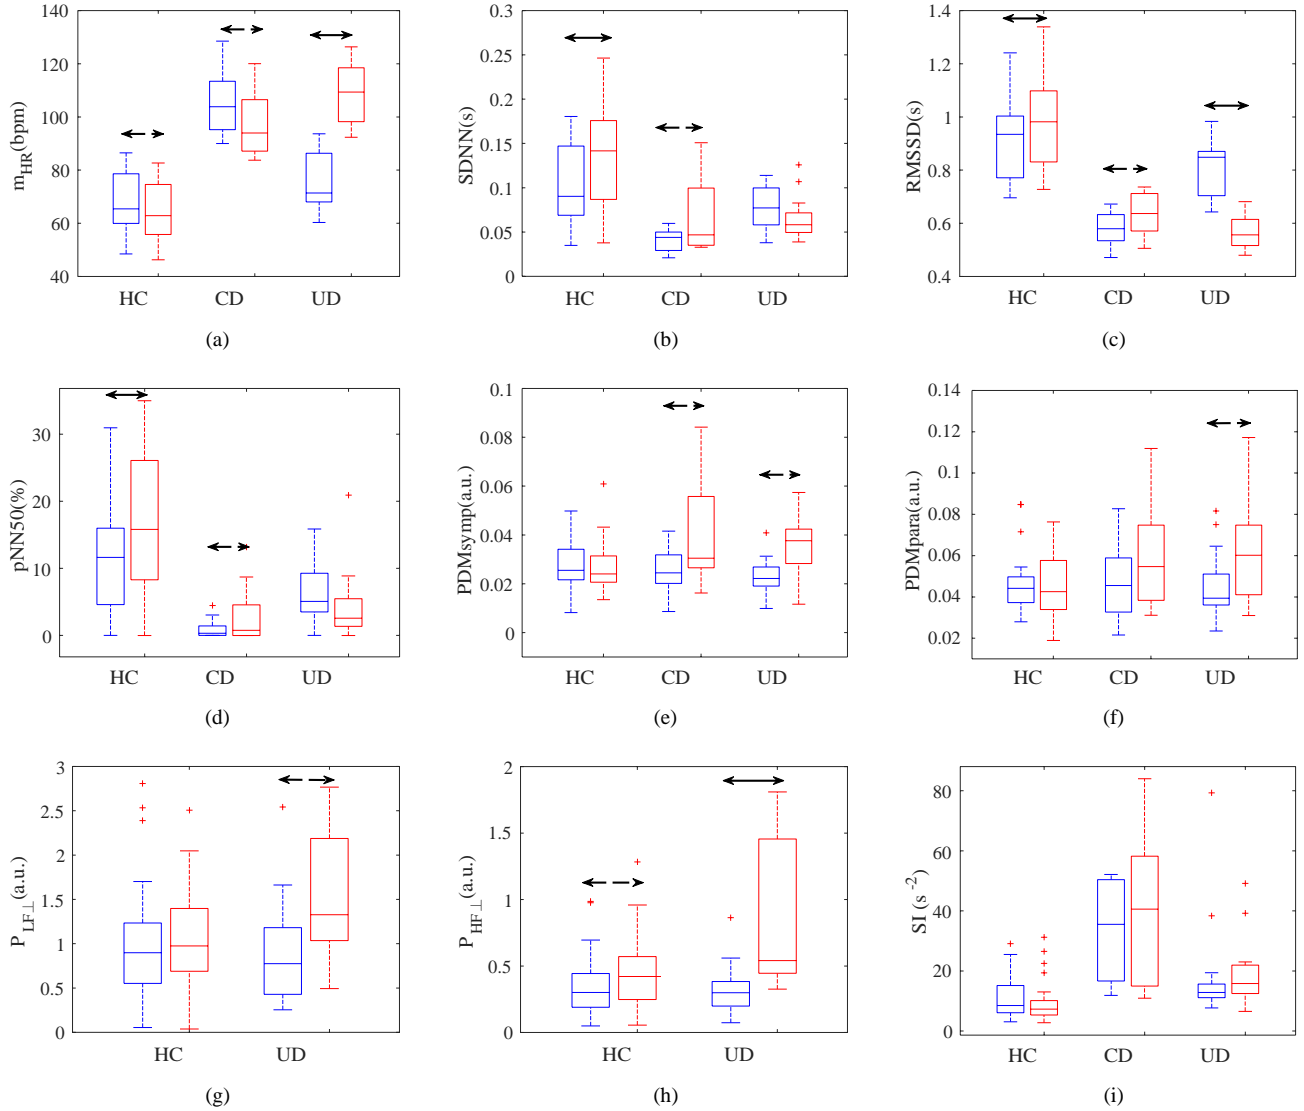 140
120
100
80
60
40
m_HR(bpm)
HC CD UD
(a)
0.3
0.25
0.2
0.15
0.1
0.05
0
SDNN(s)
HC CD UD
(b)
1.4
1.2
1
0.8
0.6
0.4
RMSSD(s)
HC CD UD
(c)
30
20
10
0
pNN50(%)
HC CD UD
(d)
0.1
0.08
0.06
0.04
0.02
0
PDMsymp(a.u.)
HC CD UD
(e)
0.14
0.12
0.1
0.08
0.06
0.04
0.02
PDMpara(a.u.)
HC CD UD
(f)
3
2.5
2
1.5
1
0.5
0
P_LF⊥(a.u.)
HC UD
(g)
2
1.5
1
0.5
0
P_HF⊥(a.u.)
HC UD
(h)
80
60
40
20
0
SI (s^-2)
HC CD UD
(i)